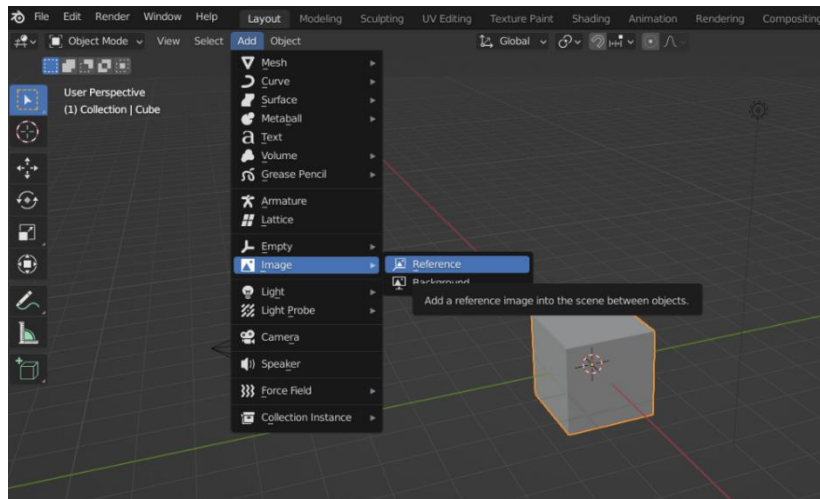 File Edit Render Window Help Layout Modeling Sculpting UV Editing Texture Paint Shading Animation Rendering Compositing
Object Mode View Select Add Object Global
User Perspective
(1) Collection | Cube
Mesh
Curve
Surface
Metaball
Text
Volume
Grease Pencil
Armature
Lattice
Empty
Image
Reference
Background
Add a reference image into the scene between objects.
Light
Light Probe
Camera
Speaker
Force Field
Collection Instance